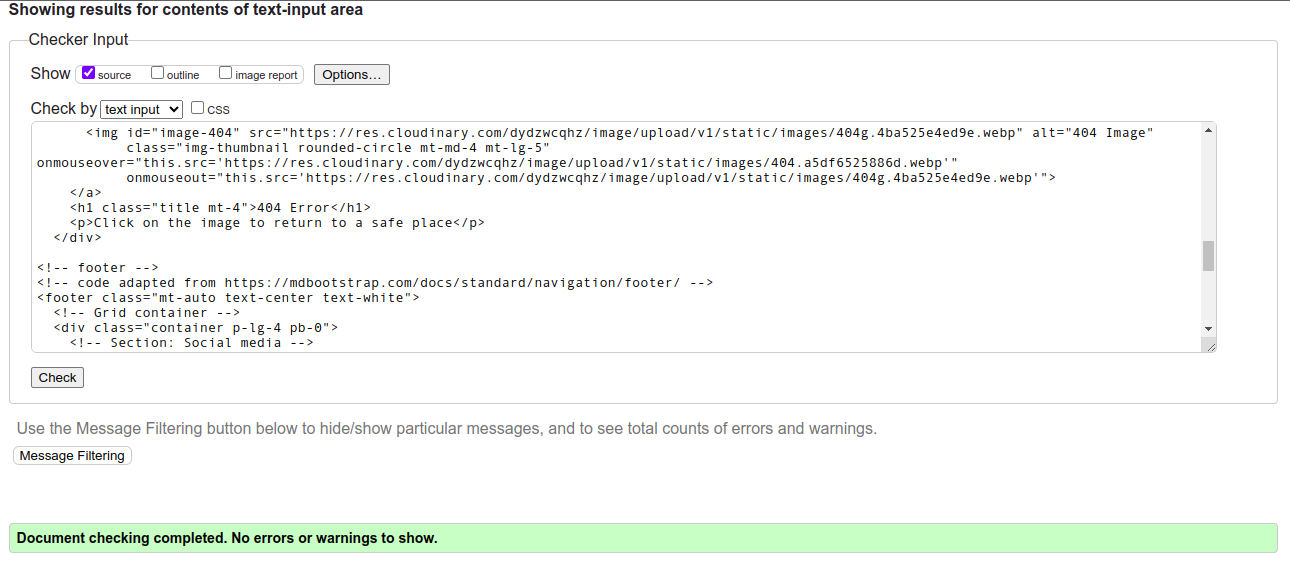 Showing results for contents of text-input area
Checker Input
Show source outline image report Options...
Check by text input CSS
<img id="image-404" src="https://res.cloudinary.com/dydzwcqhz/image/upload/v1/static/images/404g.4ba525e4ed9e.webp" alt="404 Image"
class="img-thumbnail rounded-circle mt-md-4 mt-lg-5"
onmouseover="this.src='https://res.cloudinary.com/dydzwcqhz/image/upload/v1/static/images/404.a5df6525886d.webp'"
onmouseout="this.src='https://res.cloudinary.com/dydzwcqhz/image/upload/v1/static/images/404g.4ba525e4ed9e.webp'">
</a>
<h1 class="title mt-4">404 Error</h1>
<p>Click on the image to return to a safe place</p>
</div>
<!-- footer -->
<!-- code adapted from https://mdbootstrap.com/docs/standard/navigation/footer/ -->
<footer class="mt-auto text-center text-white">
<!-- Grid container -->
<div class="container p-lg-4 pb-0">
<!-- Section: Social media -->
Check
Use the Message Filtering button below to hide/show particular messages, and to see total counts of errors and warnings.
Message Filtering
Document checking completed. No errors or warnings to show.